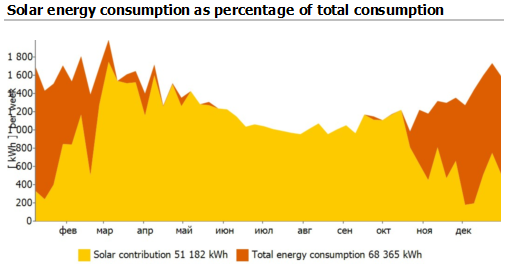 Solar energy consumption as percentage of total consumption
[ kWh ] per week
1 800
1 600
1 400
1 200
1 000
800
600
400
200
0
фев мар апр май июн июл авг сен окт ноя дек
Solar contribution 51 182 kWh Total energy consumption 68 365 kWh